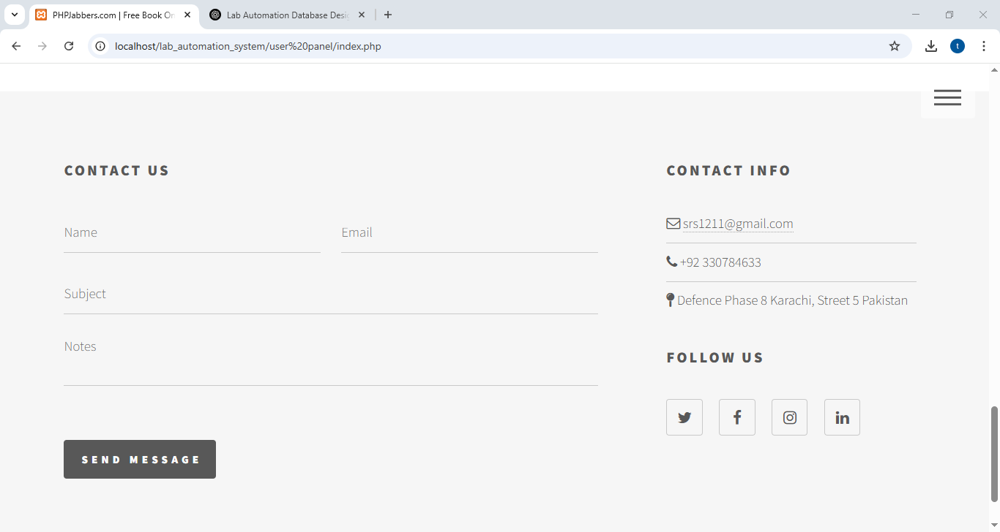 PHPJabbers.com | Free Book On
Lab Automation Database Desi
localhost/lab_automation_system/user%20panel/index.php
t
CONTACT US
Name
Email
Subject
Notes
SEND MESSAGE
CONTACT INFO
srs1211@gmail.com
+92 330784633
Defence Phase 8 Karachi, Street 5 Pakistan
FOLLOW US